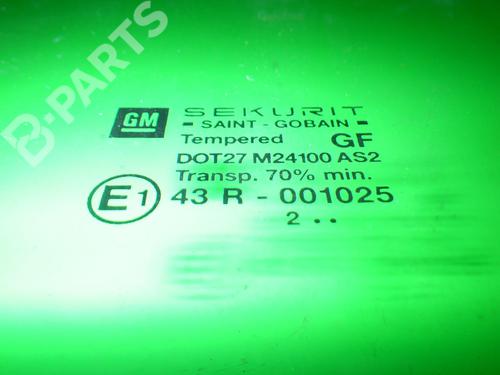 B-PARTS
GM
SEKURIT
- SAINT - GOBAIN -
Tempered GF
DOT27 M24100 AS2
Transp. 70% min.
E1 43 R - 001025
2 ..